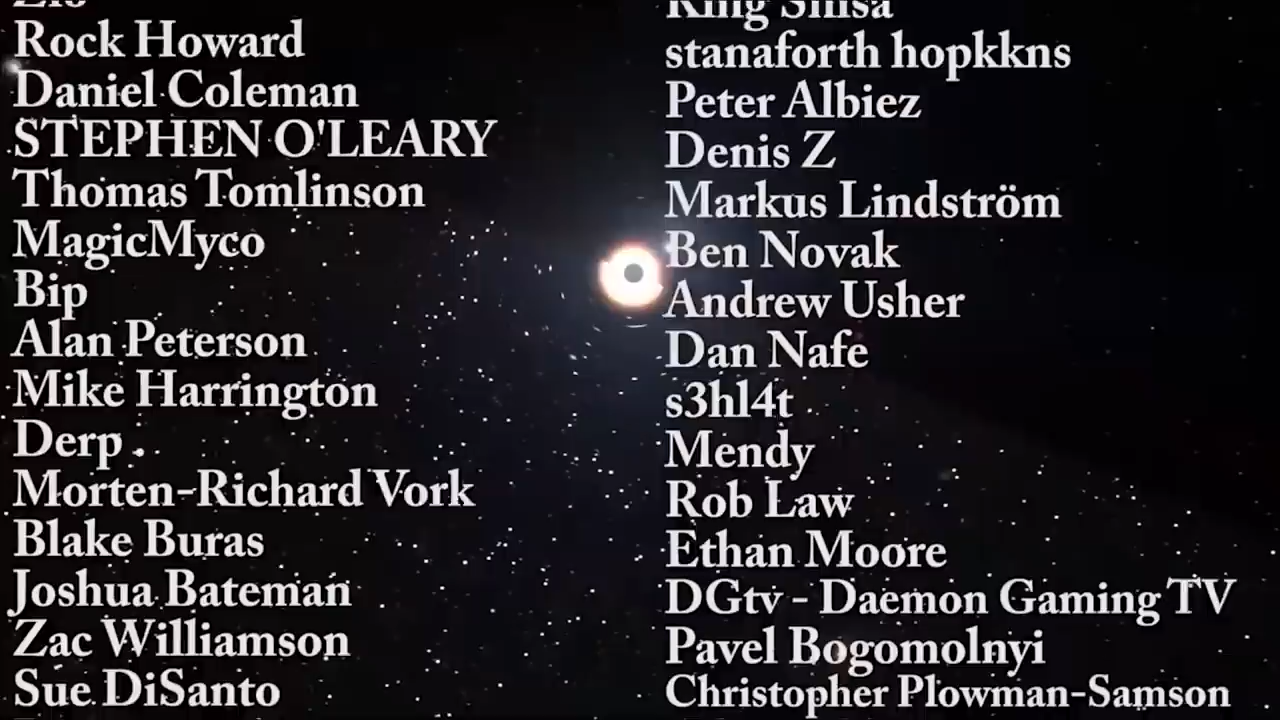 Rock Howard
Daniel Coleman
STEPHEN O'LEARY
Thomas Tomlinson
MagicMyco
Bip
Alan Peterson
Mike Harrington
Derp .
Morten-Richard Vork
Blake Buras
Joshua Bateman
Zac Williamson
Sue DiSanto
stanaforth hopkkns
Peter Albiez
Denis Z
Markus Lindström
Ben Novak
Andrew Usher
Dan Nafe
s3hl4t
Mendy
Rob Law
Ethan Moore
DGtv - Daemon Gaming TV
Pavel Bogomolnyi
Christopher Plowman-Samson